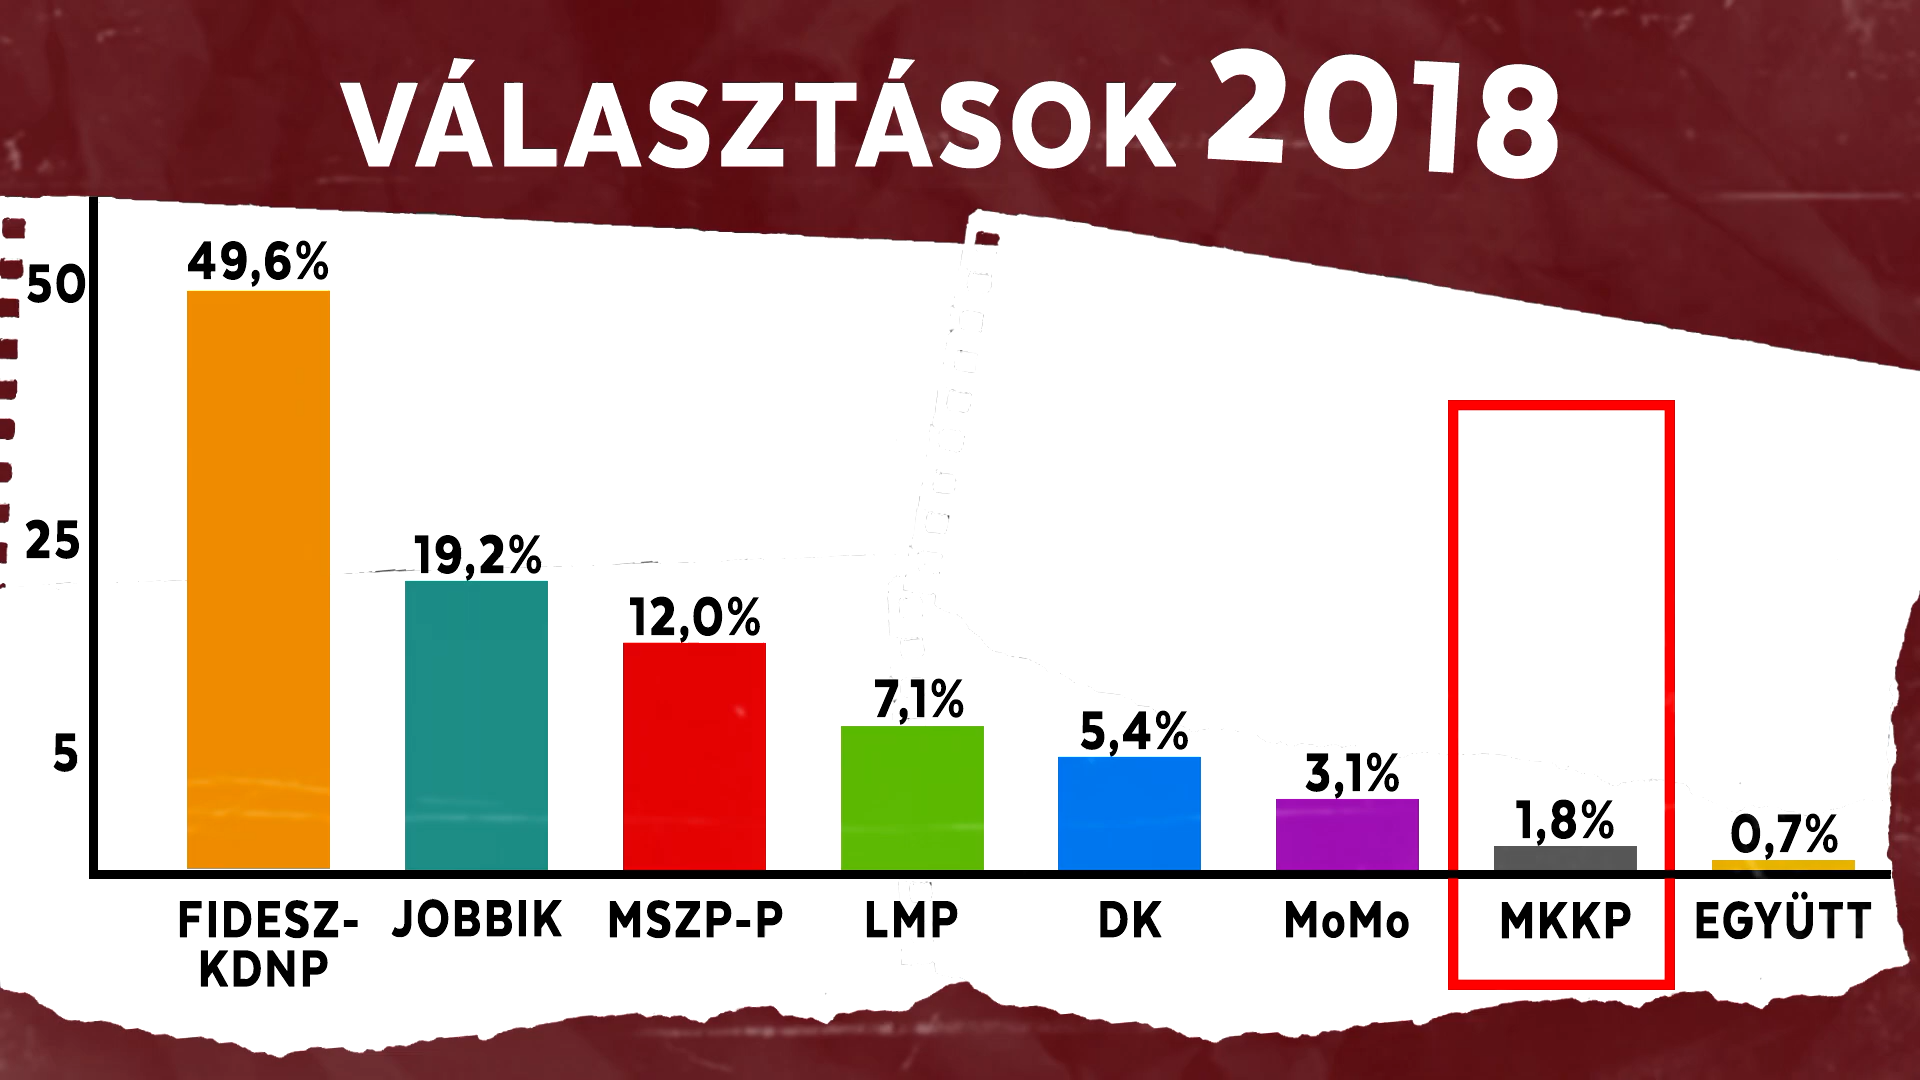 VÁLASZTÁSOK 2018
50
25
5
49,6%
19,2%
12,0%
7,1%
5,4%
3,1%
1,8%
0,7%
FIDESZ-
KDNP
JOBBIK
MSZP-P
LMP
DK
MoMo
MKKP
EGYÜTT